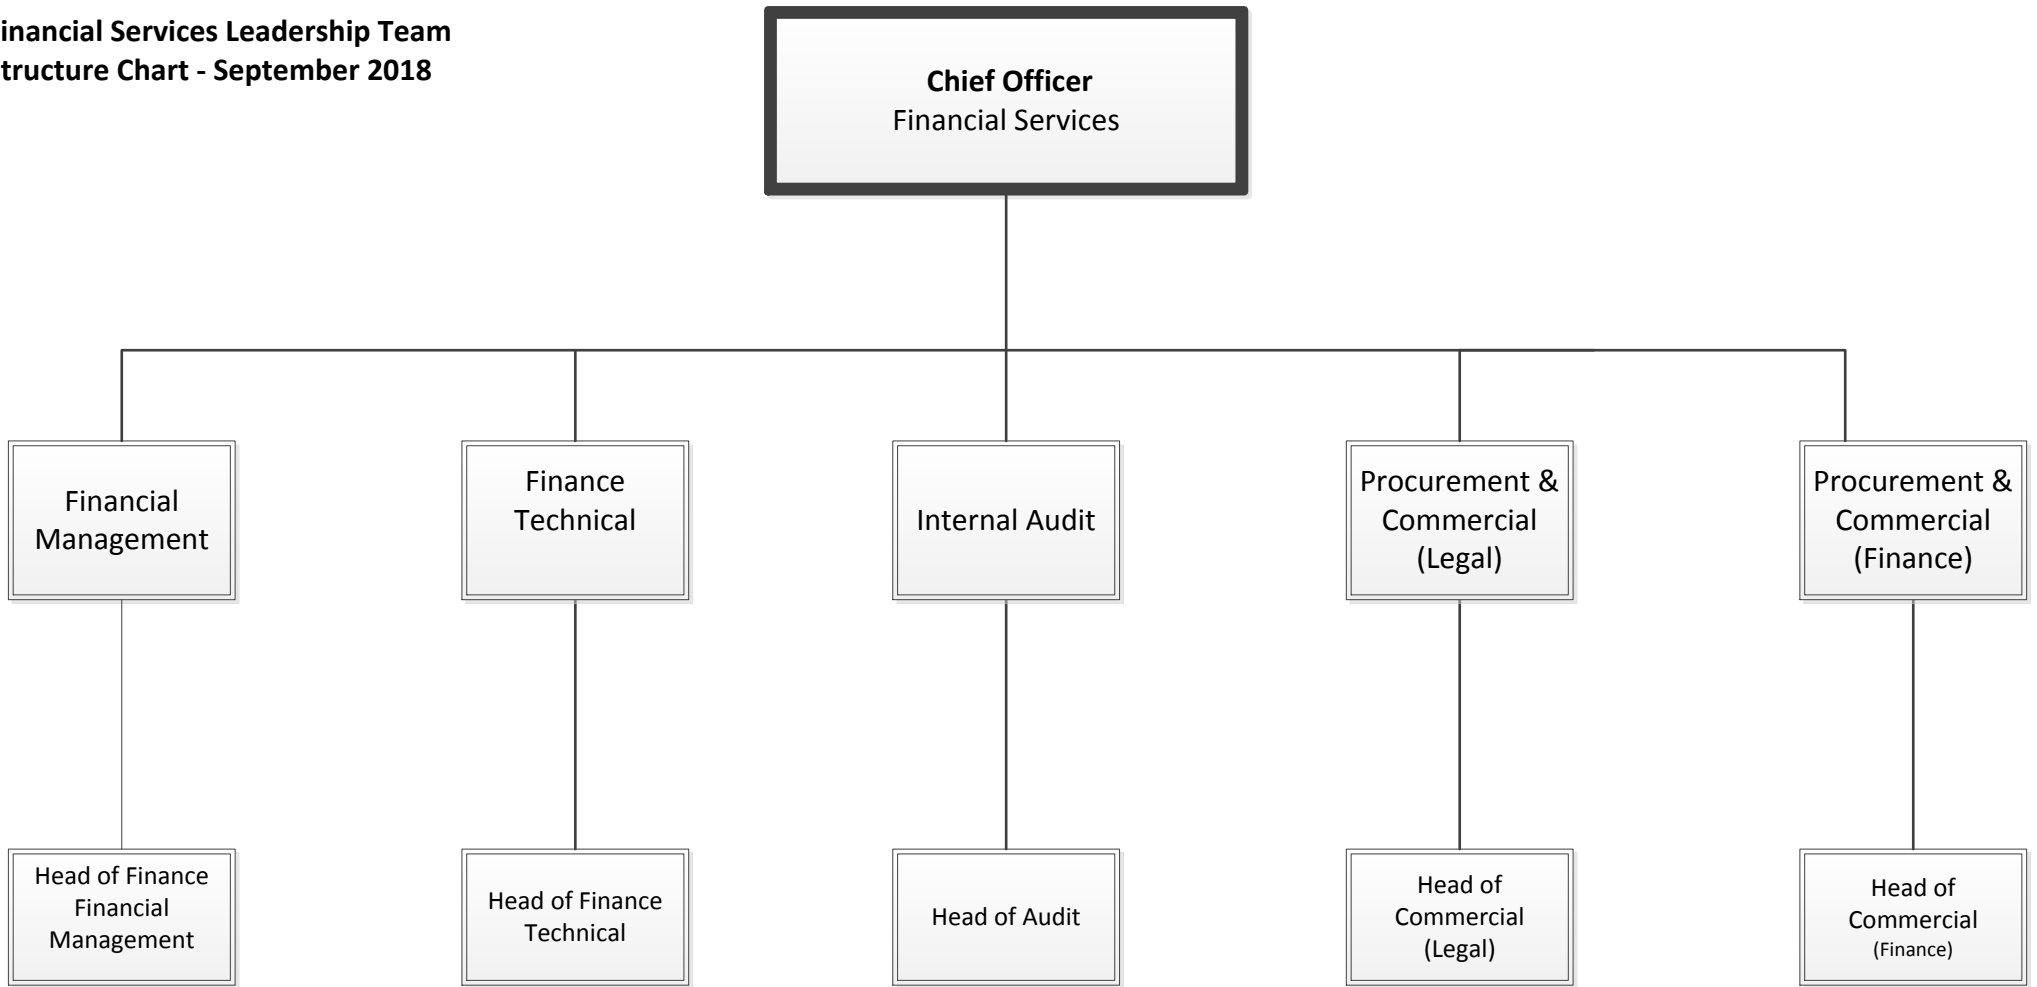 inancial Services Leadership Team
tructure Chart - September 2018
Chief Officer
Financial Services
Financial
Management
Finance
Technical
Internal Audit
Procurement &
Commercial
(Legal)
Procurement &
Commercial
(Finance)
Head of Finance
Financial
Management
Head of Finance
Technical
Head of Audit
Head of
Commercial
(Legal)
Head of
Commercial
(Finance)